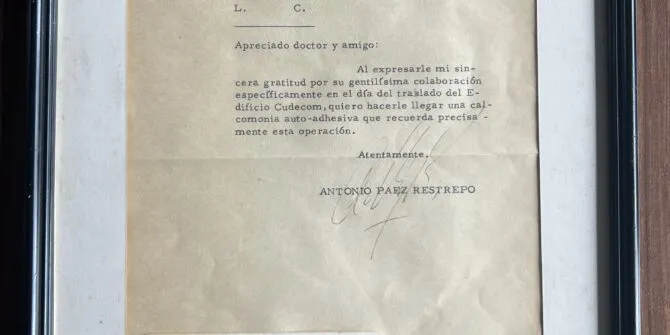 L. C.
Apreciado doctor y amigo:
Al expresarle mi sin-
cera gratitud por su gentilísima colaboración
específicamente en el día del traslado del E-
dificio Cudecom, quiero hacerle llegar una cal-
comonia auto-adhesiva que recuerda precisa-
mente esta operación.
Atentamente.
ANTONIO PAEZ RESTREPO